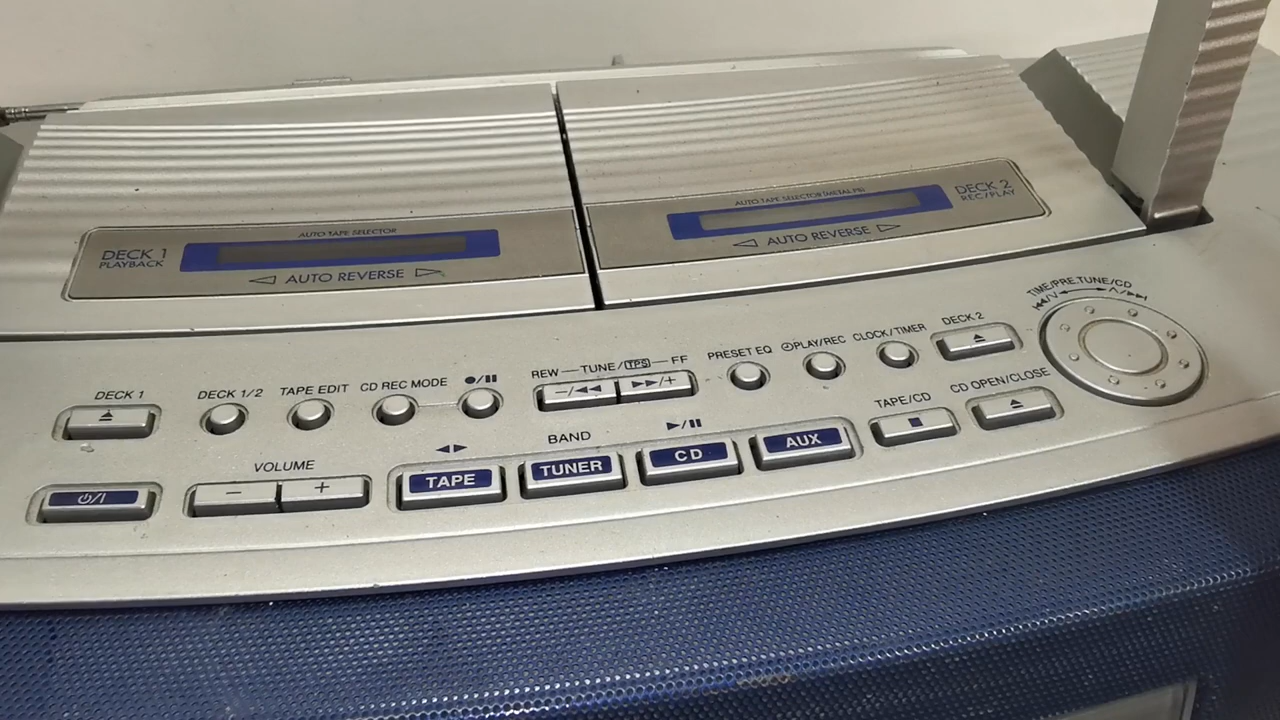 AUTO TAPE SELECTOR
DECK 1
PLAYBACK
◁ AUTO REVERSE ▷
AUTO TAPE SELECTOR (METAL PB)
DECK 2
REC/PLAY
◁ AUTO REVERSE ▷
TIME/PRE.TUNE/CD
⏮/∨ ◀—▶ ∧/⏭
DECK 1
⏏
DECK 1/2
TAPE EDIT
CD REC MODE
●/❚❚
REW — TUNE/TPS — FF
−/◀◀ ▶▶/+
PRESET EQ
PLAY/REC
CLOCK/TIMER
DECK 2
⏏
⏻/I
VOLUME
− +
◀ ▶
TAPE
BAND
TUNER
▶/❚❚
CD
AUX
TAPE/CD
■
CD OPEN/CLOSE
⏏